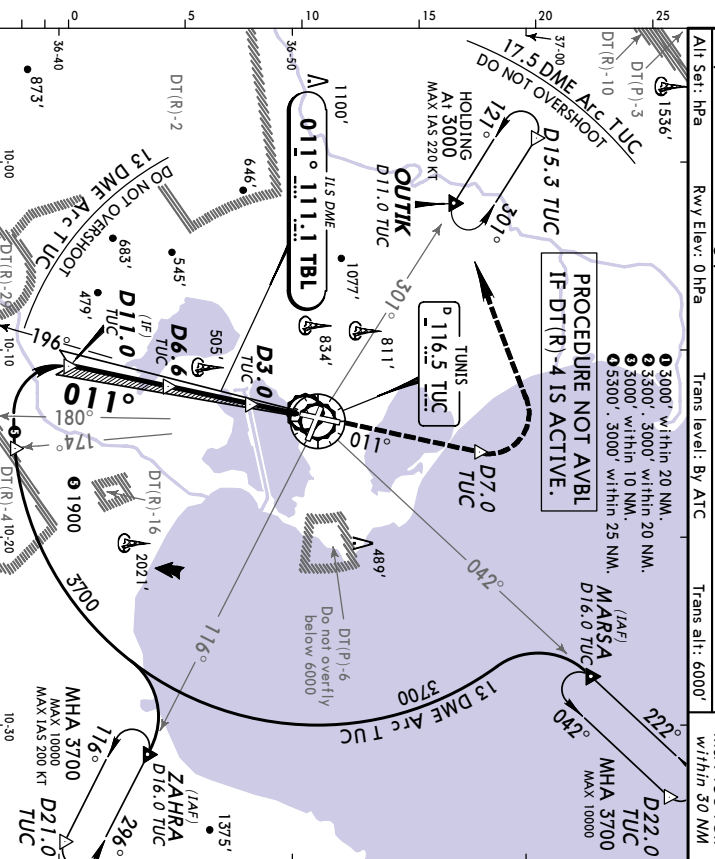 Alt Set: hPa
Rwy Elev: 0 hPa
Trans level: By ATC
Trans alt: 6000'
within 30 NM
❶ 3000' within 20 NM.
❷ 3300', 3000' within 20 NM.
❸ 3000' within 10 NM.
❹ 5300', 3000' within 25 NM.
PROCEDURE NOT AVBL
IF DT(R)-4 IS ACTIVE.
0
5
10
15
20
25
36-40
36-50
37-00
10-00
10-10
10-20
10-30
DT(R)-10
DT(P)-3
1536'
17.5 DME Arc TUC
DO NOT OVERSHOOT
D15.3 TUC
HOLDING
At 3000
MAX IAS 220 KT
121°
301°
OUTIK
D11.0 TUC
301°
873'
DT(R)-2
1100'
646'
ILS DME
011° 111.1 TBL
13 DME Arc TUC
DO NOT OVERSHOOT
683'
545'
479'
1077'
834'
811'
505'
DT(R)-29
TUNIS
D 116.5 TUC
(IF)
D11.0
TUC
D6.6
TUC
D3.0
TUC
196°
011°
180°
174°
011°
D7.0
TUC
DT(R)-4
❺
❺ 1900
DT(R)-16
2021'
489'
DT(P)-6
Do not overfly
below 6000
042°
116°
3700
3700
13 DME Arc TUC
(IAF)
MARSA
D16.0 TUC
222°
042°
MHA 3700
MAX 10000
D22.0
TUC
(IAF)
ZAHRA
D16.0 TUC
MHA 3700
MAX 10000
MAX IAS 200 KT
116°
296°
D21.0
TUC
1375'